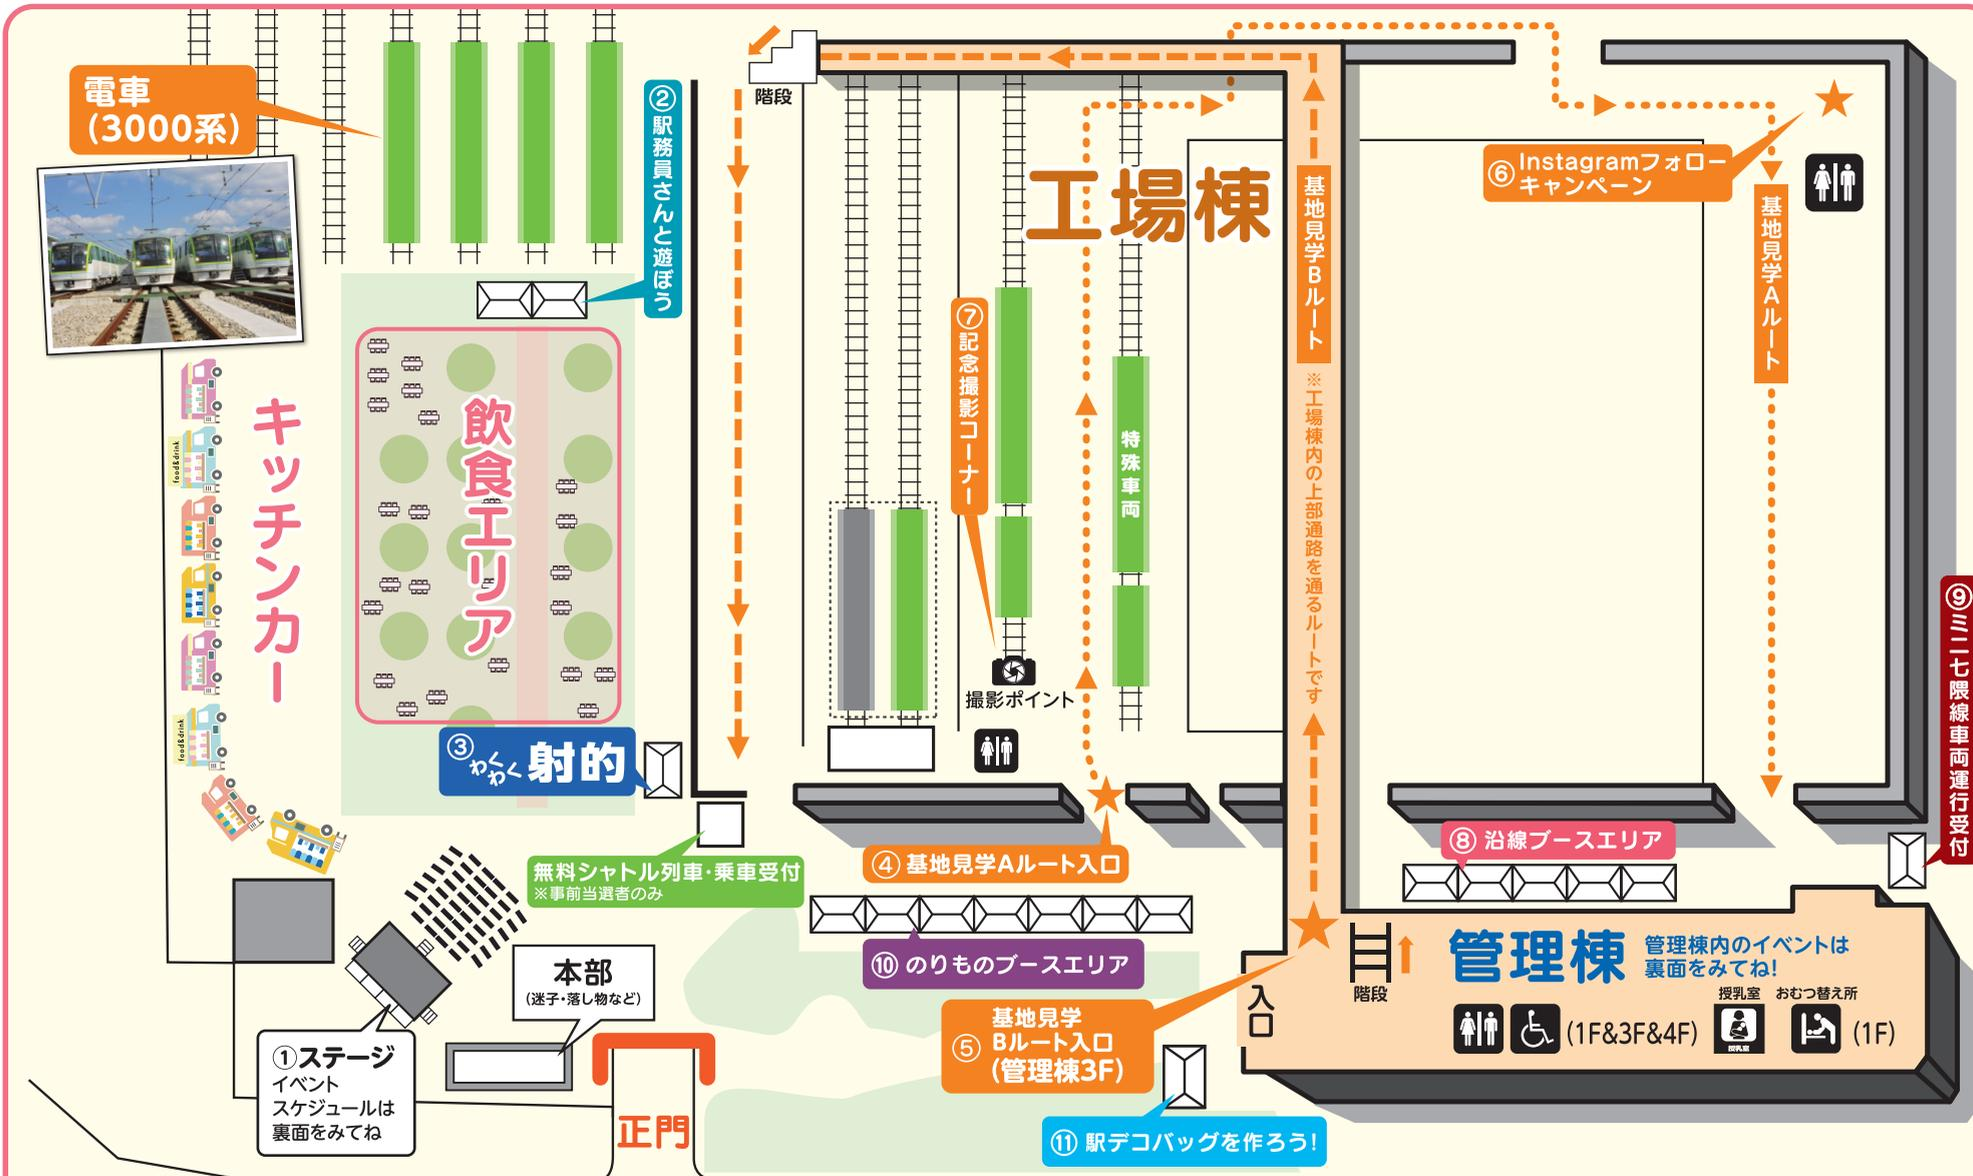 電車
(3000系)
②駅務員さんと遊ぼう
階段
工場棟
基地見学Bルート
※工場棟内の上部通路を通るルートです
⑥Instagramフォロー
キャンペーン
基地見学Aルート
⑦記念撮影コーナー
特殊車両
撮影ポイント
キッチンカー
food&drink
food&drink
飲食エリア
③わくわく射的
無料シャトル列車・乗車受付
※事前当選者のみ
④基地見学Aルート入口
⑧沿線ブースエリア
⑨ミニ七隈線車両運行受付
⑩のりものブースエリア
本部
(迷子・落し物など)
①ステージ
イベント
スケジュールは
裏面をみてね
正門
⑤基地見学
Bルート入口
(管理棟3F)
入口
階段
管理棟
管理棟内のイベントは
裏面をみてね!
授乳室
おむつ替え所
(1F&3F&4F)
授乳室
(1F)
⑪駅デコバッグを作ろう!